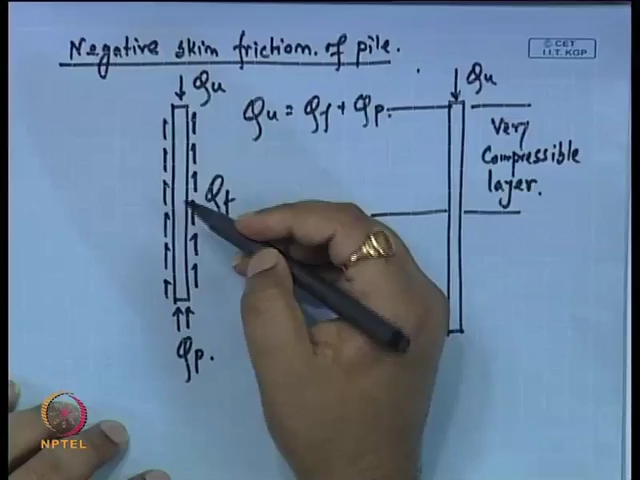 Negative skin friction. of pile.
© CET
I.I.T. KGP
Qu
Qu = Qf + Qp.
Qf
Qp.
Qu
Very
Compressible
layer.
NPTEL